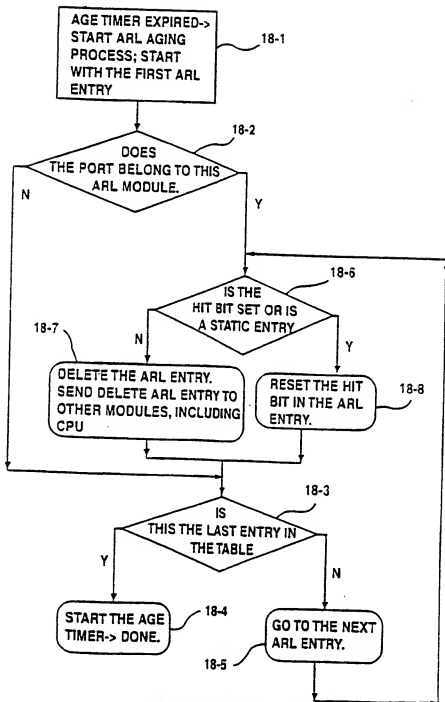 AGE TIMER EXPIRED->
START ARL AGING
PROCESS; START
WITH THE FIRST ARL
ENTRY
18-1
18-2
DOES
THE PORT BELONG TO THIS
ARL MODULE.
N
Y
18-6
IS THE
HIT BIT SET OR IS
A STATIC ENTRY
18-7
N
Y
DELETE THE ARL ENTRY.
SEND DELETE ARL ENTRY TO
OTHER MODULES, INCLUDING
CPU
RESET THE HIT
BIT IN THE ARL
ENTRY.
18-8
18-3
IS
THIS THE LAST ENTRY IN
THE TABLE
Y
N
START THE AGE
TIMER-> DONE.
18-4
GO TO THE NEXT
ARL ENTRY.
18-5